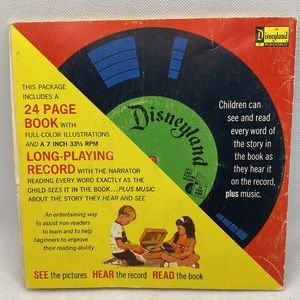 Disneyland
RECORD
THIS PACKAGE
INCLUDES A
24 PAGE
BOOK WITH
FULL-COLOR ILLUSTRATIONS
AND A 7 INCH 33⅓ RPM
LONG-PLAYING
RECORD WITH THE NARRATOR
READING EVERY WORD EXACTLY AS THE
CHILD SEES IT IN THE BOOK...PLUS MUSIC
ABOUT THE STORY THEY HEAR AND SEE
An entertaining way
to assist non-readers
to learn and to help
beginners to improve
their reading ability
Disneyland
Children can
see and read
every word of
the story in
the book as
they hear it
on the record,
plus music.
SEE the pictures HEAR the record READ the book